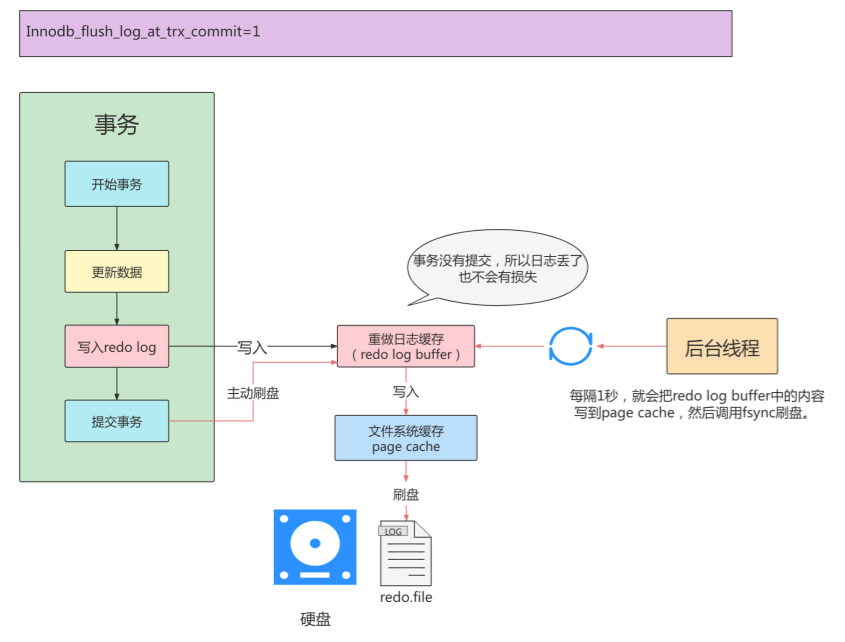 Innodb_flush_log_at_trx_commit=1
事务
开始事务
更新数据
写入redo log
提交事务
写入
主动刷盘
事务没有提交，所以日志丢了
也不会有损失
重做日志缓存
（redo log buffer）
写入
文件系统缓存
page cache
刷盘
LOG
redo.file
硬盘
后台线程
每隔1秒，就会把redo log buffer中的内容
写到page cache，然后调用fsync刷盘。